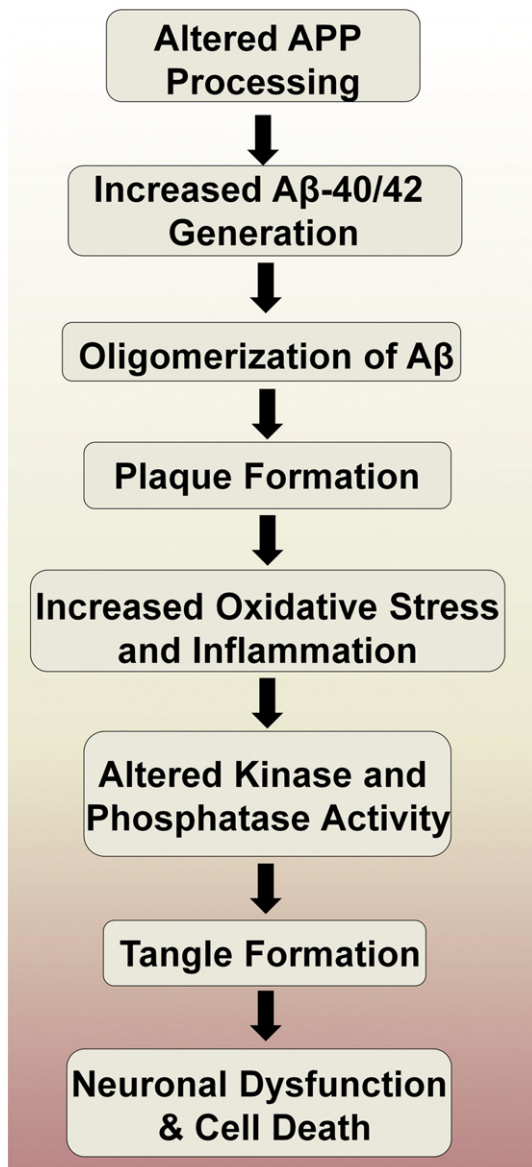 Altered APP
Processing
Increased Aβ-40/42
Generation
Oligomerization of Aβ
Plaque Formation
Increased Oxidative Stress
and Inflammation
Altered Kinase and
Phosphatase Activity
Tangle Formation
Neuronal Dysfunction
& Cell Death